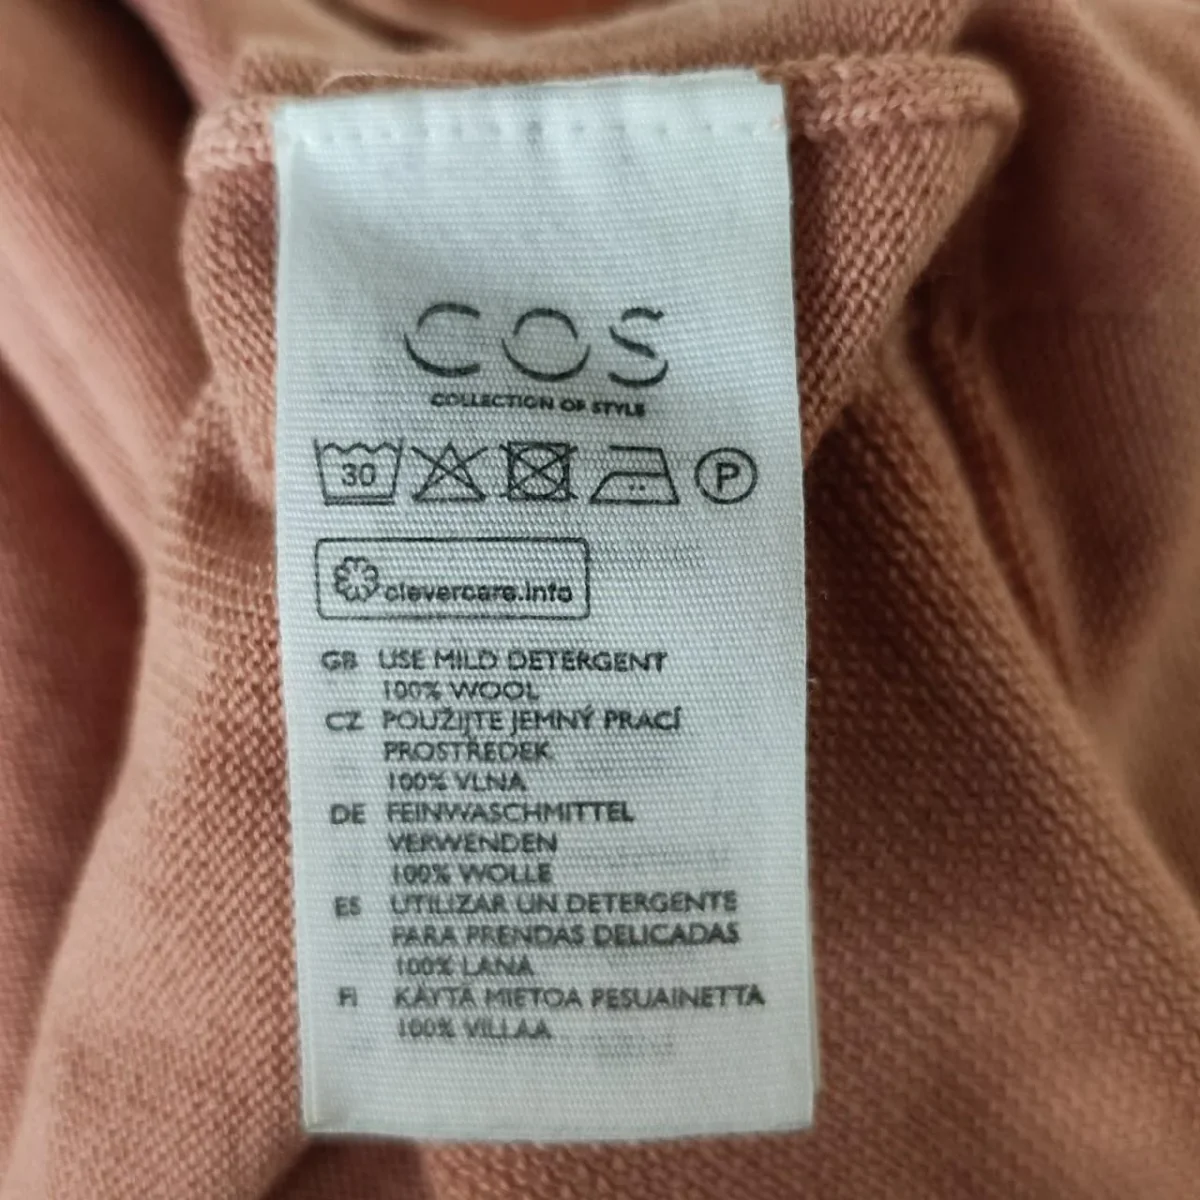 COS
COLLECTION OF STYLE
30 P
clevercare.info
GB USE MILD DETERGENT
100% WOOL
CZ POUŽIJTE JEMNÝ PRACÍ
PROSTŘEDEK
100% VLNA
DE FEINWASCHMITTEL
VERWENDEN
100% WOLLE
ES UTILIZAR UN DETERGENTE
PARA PRENDAS DELICADAS
100% LANA
FI KÄYTÄ MIETOA PESUAINETTA
100% VILLAA